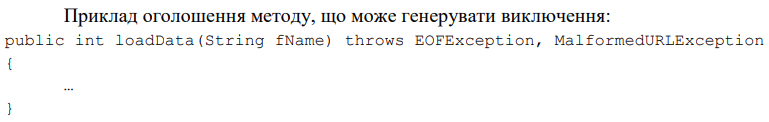 Приклад оголошення методу, що може генерувати виключення:
public int loadData(String fName) throws EOFException, MalformedURLException
{
…
}